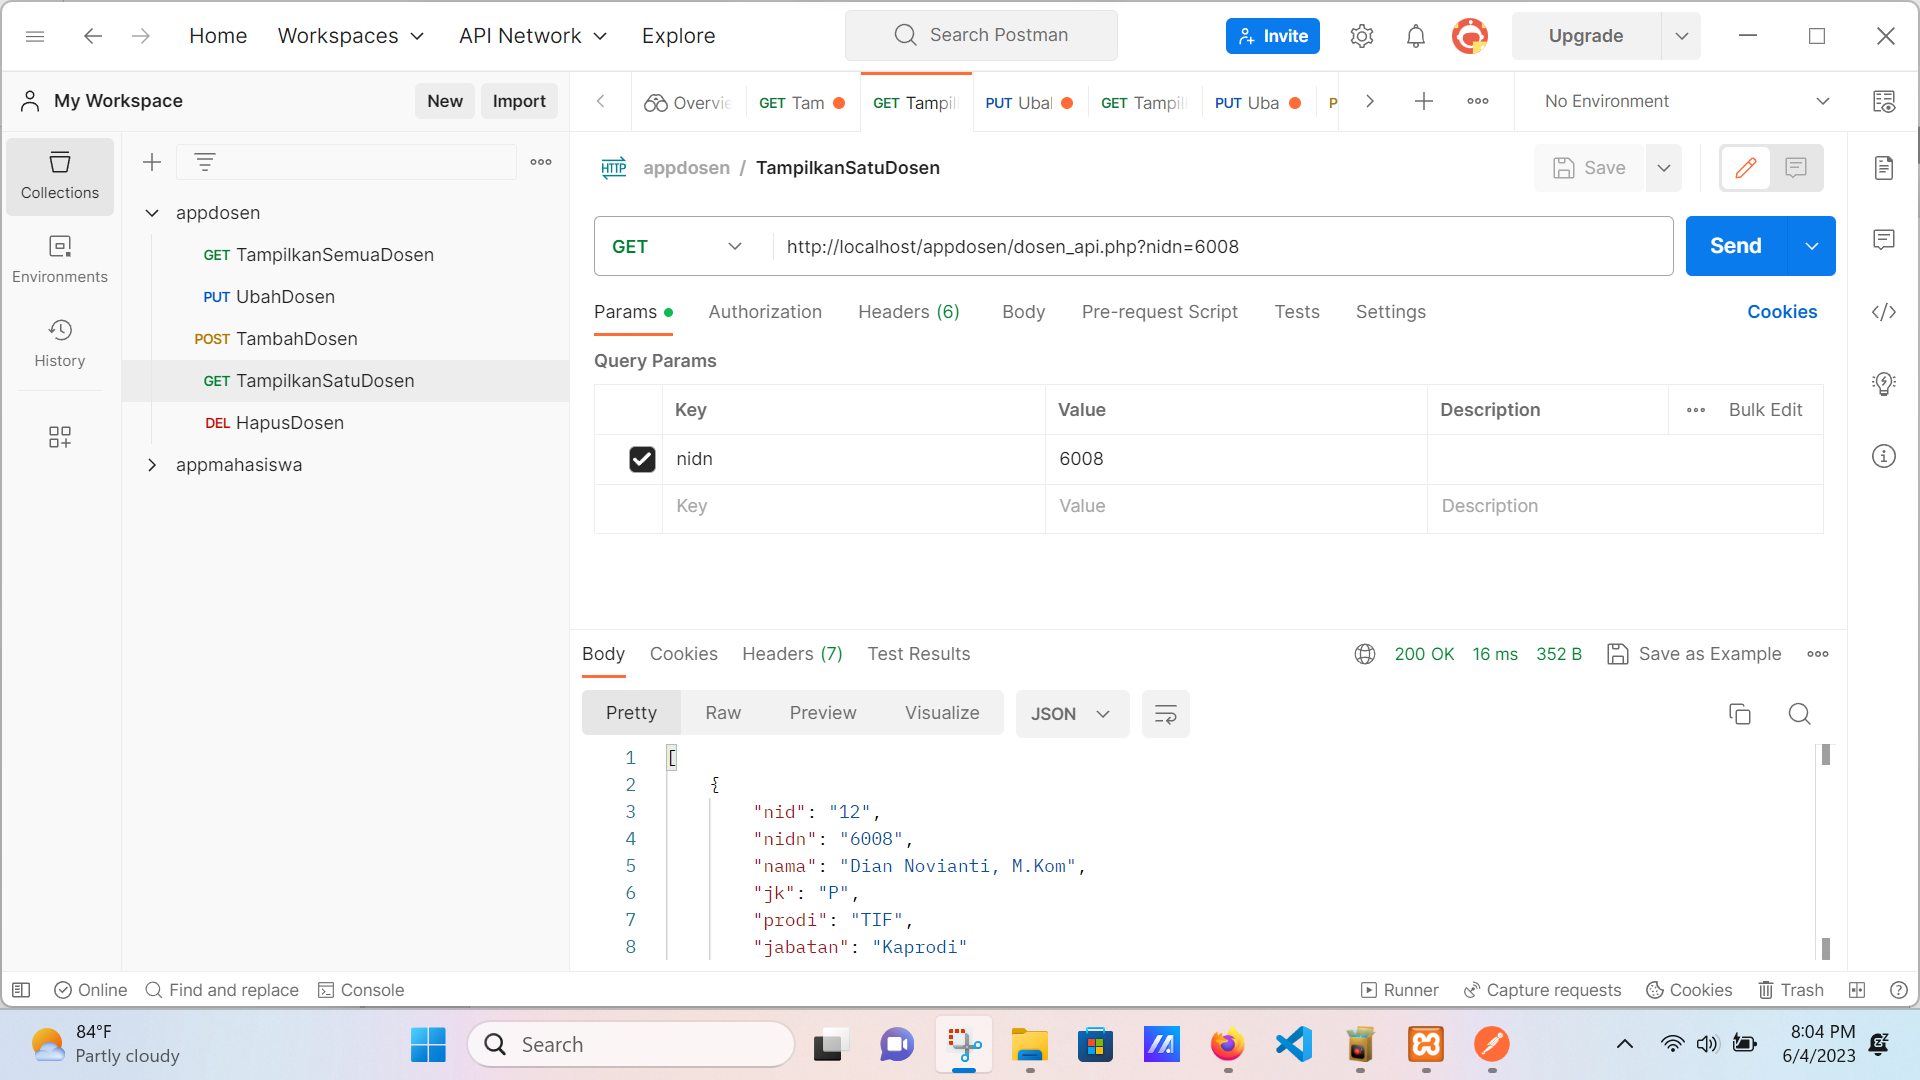 Home
Workspaces
API Network
Explore
Search Postman
Invite
Upgrade
My Workspace
New
Import
Overvie
GET Tam
GET Tampil
PUT Ubal
GET Tampil
PUT Uba
P
No Environment
Collections
Environments
History
appdosen
GET TampilkanSemuaDosen
PUT UbahDosen
POST TambahDosen
GET TampilkanSatuDosen
DEL HapusDosen
appmahasiswa
HTTP
appdosen / TampilkanSatuDosen
Save
GET
http://localhost/appdosen/dosen_api.php?nidn=6008
Send
Params
Authorization
Headers (6)
Body
Pre-request Script
Tests
Settings
Cookies
Query Params
Key
Value
Description
Bulk Edit
nidn
6008
Key
Value
Description
Body
Cookies
Headers (7)
Test Results
200 OK
16 ms
352 B
Save as Example
Pretty
Raw
Preview
Visualize
JSON
1 [
2 {
3 "nid": "12",
4 "nidn": "6008",
5 "nama": "Dian Novianti, M.Kom",
6 "jk": "P",
7 "prodi": "TIF",
8 "jabatan": "Kaprodi"
Online
Find and replace
Console
Runner
Capture requests
Cookies
Trash
84°F
Partly cloudy
Search
8:04 PM
6/4/2023